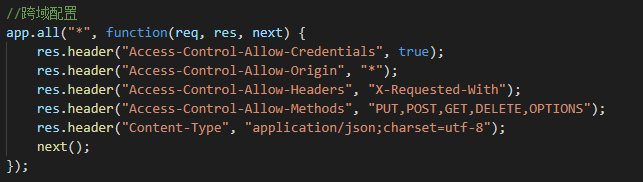 //跨域配置
app.all("*", function(req, res, next) {
    res.header("Access-Control-Allow-Credentials", true);
    res.header("Access-Control-Allow-Origin", "*");
    res.header("Access-Control-Allow-Headers", "X-Requested-With");
    res.header("Access-Control-Allow-Methods", "PUT,POST,GET,DELETE,OPTIONS");
    res.header("Content-Type", "application/json;charset=utf-8");
    next();
});